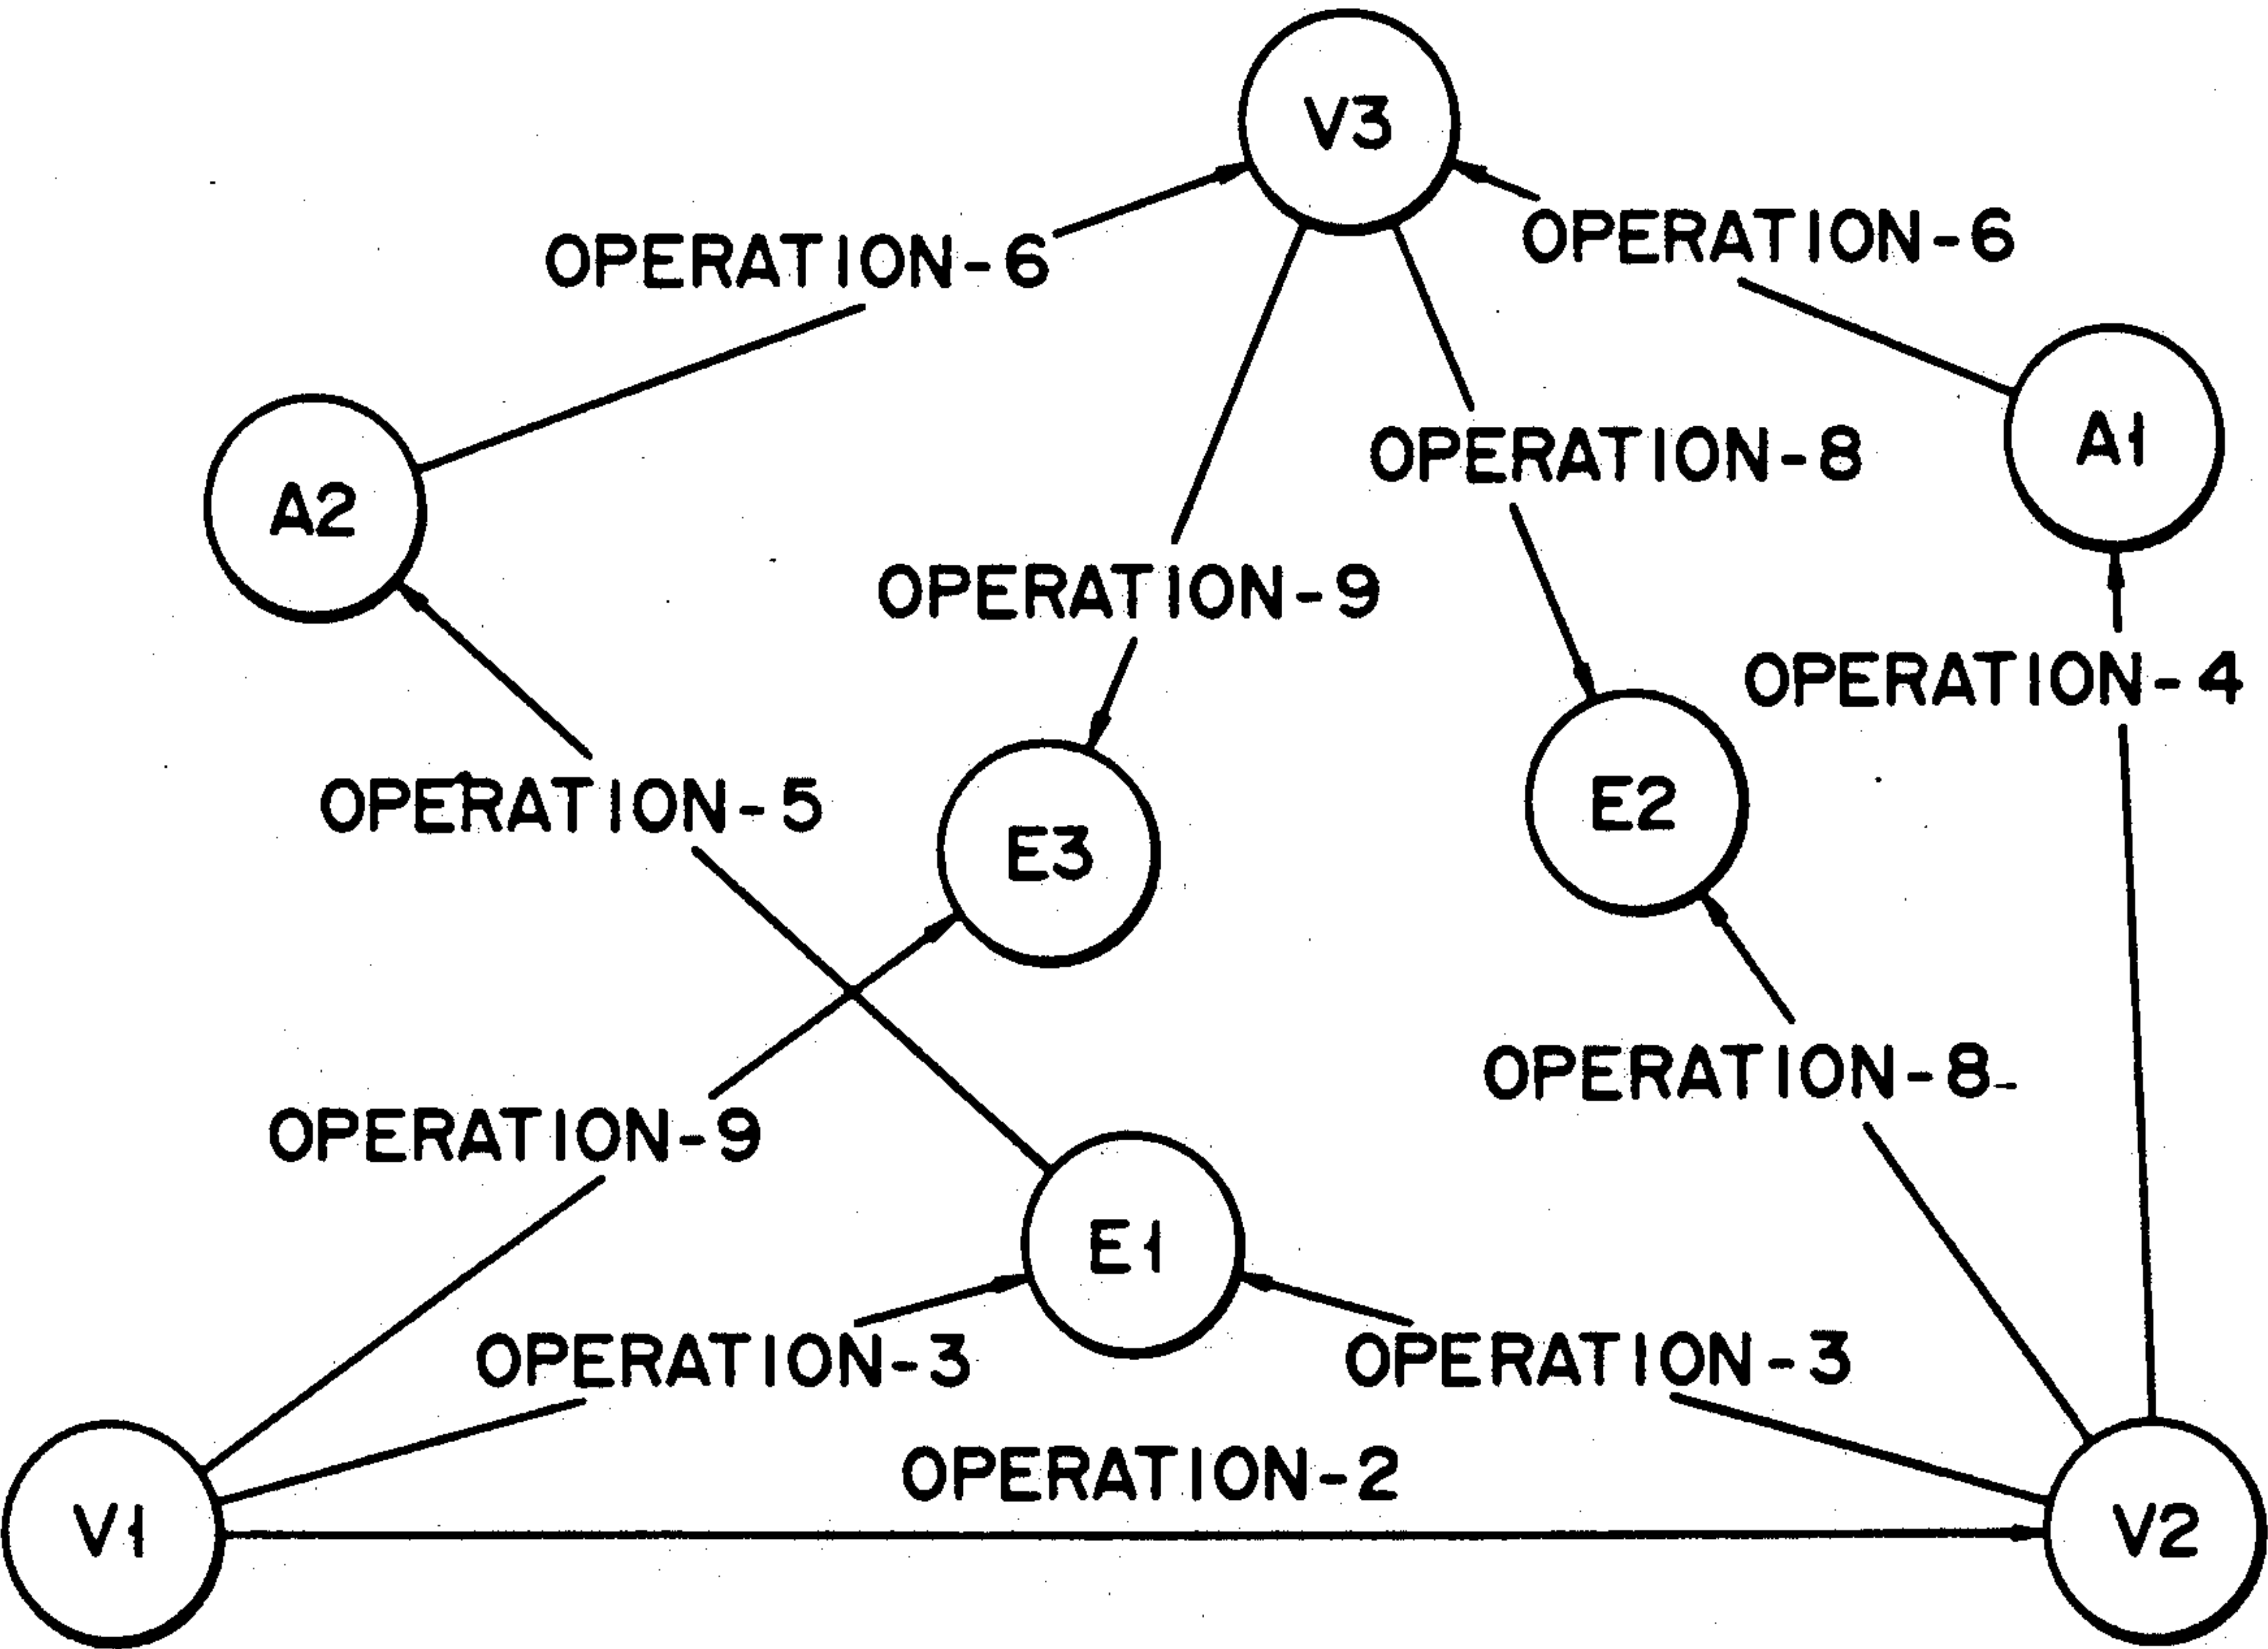 V3
OPERATION-6
OPERATION-6
A1
OPERATION-8
A2
OPERATION-9
OPERATION-4
E2
OPERATION-5
E3
OPERATION-8
OPERATION-9
E1
OPERATION-3
OPERATION-3
OPERATION-2
V1
V2